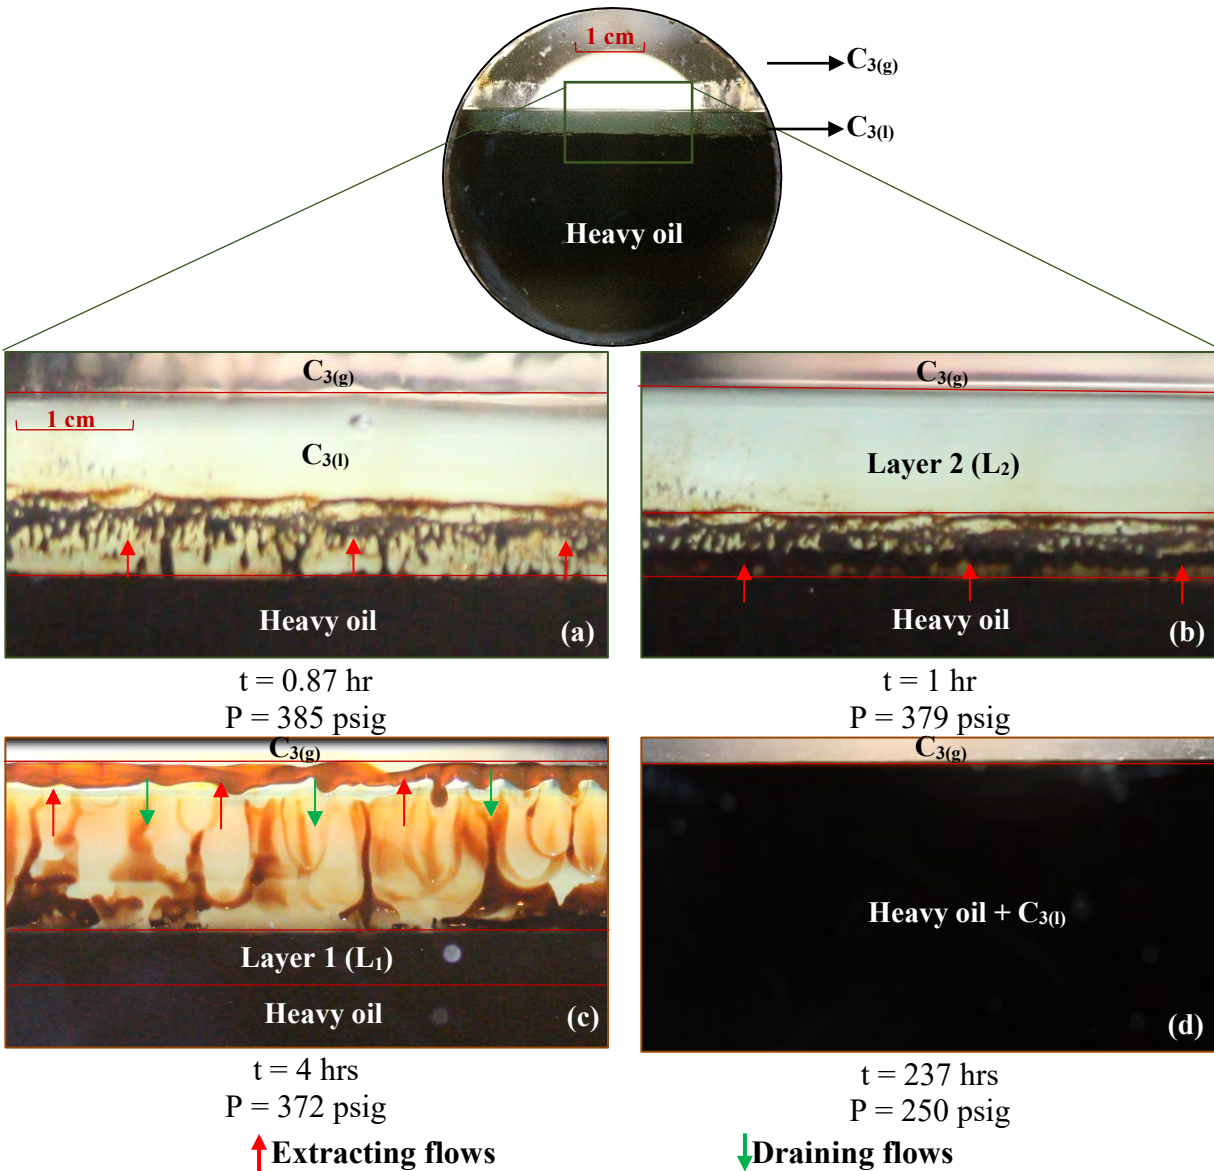 1 cm
C3(g)
C3(l)
Heavy oil
C3(g)
1 cm
C3(l)
Heavy oil
(a)
t = 0.87 hr
P = 385 psig
C3(g)
Layer 2 (L2)
Heavy oil
(b)
t = 1 hr
P = 379 psig
C3(g)
Layer 1 (L1)
Heavy oil
(c)
t = 4 hrs
P = 372 psig
C3(g)
Heavy oil + C3(l)
(d)
t = 237 hrs
P = 250 psig
Extracting flows
Draining flows